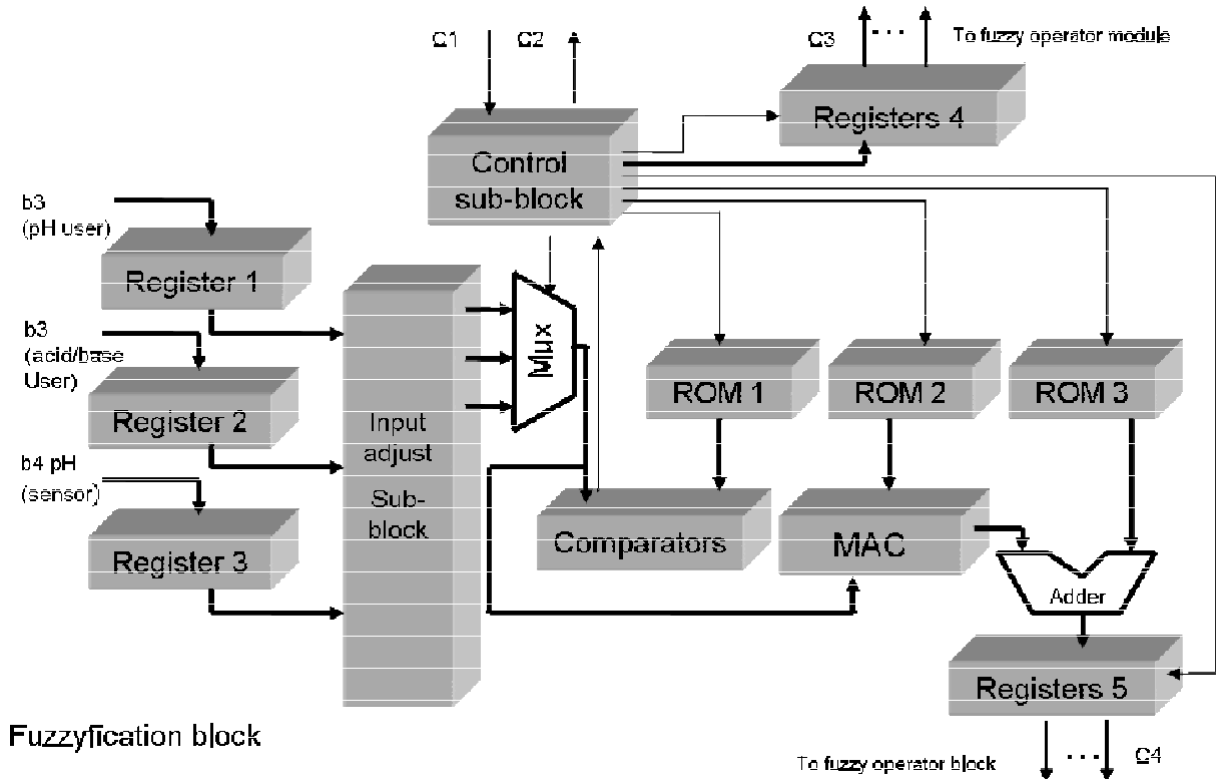 C1
C2
C3
...
To fuzzy operator module
Registers 4
Control
sub-block
b3
(pH user)
Register 1
b3
(acid/base
User)
Register 2
b4 pH
(sensor)
Register 3
Input
adjust
Sub-
block
Mux
ROM 1
ROM 2
ROM 3
Comparators
MAC
Adder
Registers 5
Fuzzyfication block
To fuzzy operator block
...
C4